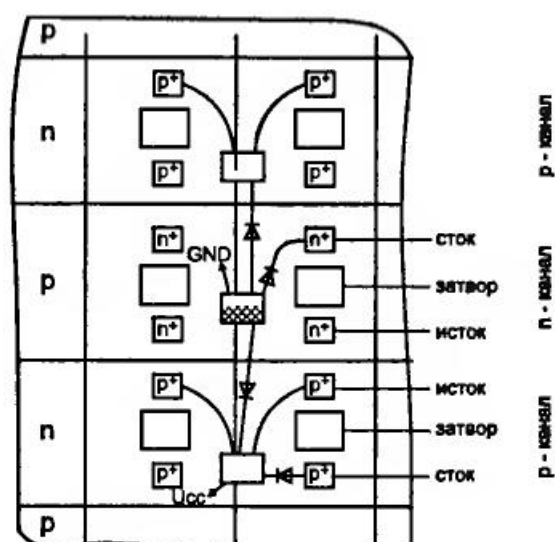 p
p⁺ p⁺
n
p⁺ p⁺
p - канал
n⁺ n⁺ сток
GND
p затвор
n⁺ n⁺ исток
n - канал
p⁺ p⁺ исток
n затвор
p⁺ p⁺ сток
Ucc
p - канал
p